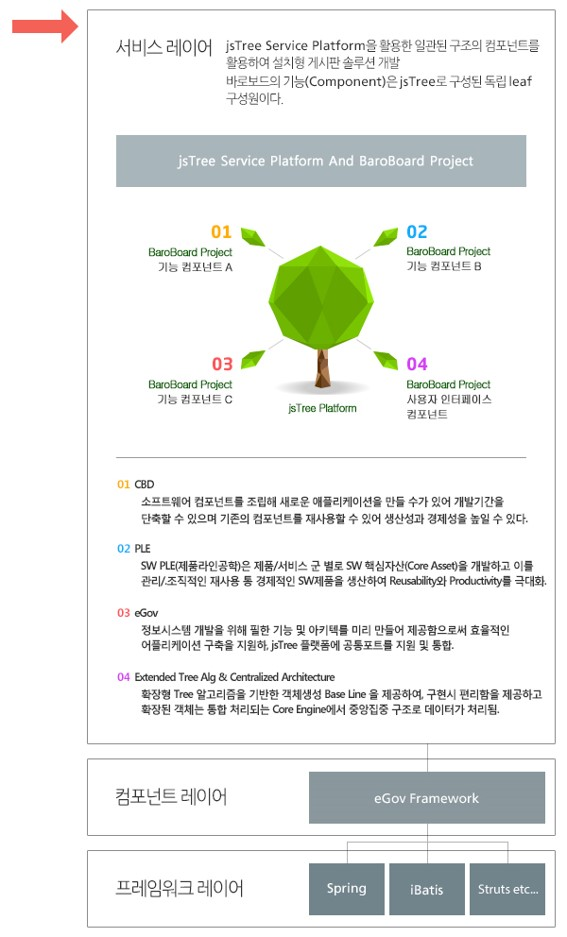 서비스 레이어
jsTree Service Platform을 활용한 일관된 구조의 컴포넌트를
활용하여 설치형 게시판 솔루션 개발
바로보드의 기능(Component)은 jsTree로 구성된 독립 leaf
구성원이다.
jsTree Service Platform And BaroBoard Project
01
BaroBoard Project
기능 컴포넌트 A
02
BaroBoard Project
기능 컴포넌트 B
03
BaroBoard Project
기능 컴포넌트 C
04
BaroBoard Project
사용자 인터페이스
컴포넌트
jsTree Platform
01 CBD
소프트웨어 컴포넌트를 조립해 새로운 애플리케이션을 만들 수가 있어 개발기간을
단축할 수 있으며 기존의 컴포넌트를 재사용할 수 있어 생산성과 경제성을 높일 수 있다.
02 PLE
SW PLE(제품라인공학)은 제품/서비스 군 별로 SW 핵심자산(Core Asset)을 개발하고 이를
관리/.조직적인 재사용 통 경제적인 SW제품을 생산하여 Reusability와 Productivity를 극대화.
03 eGov
정보시스템 개발을 위해 필한 기능 및 아키텍를 미리 만들어 제공함으로써 효율적인
어플리케이션 구축을 지원하, jsTree 플랫폼에 공통포트를 지원 및 통합.
04 Extended Tree Alg & Centralized Architecture
확장형 Tree 알고리즘을 기반한 객체생성 Base Line 을 제공하여, 구현시 편리함을 제공하고
확장된 객체는 통합 처리되는 Core Engine에서 중앙집중 구조로 데이터가 처리됨.
컴포넌트 레이어
eGov Framework
프레임워크 레이어
Spring
iBatis
Struts etc...